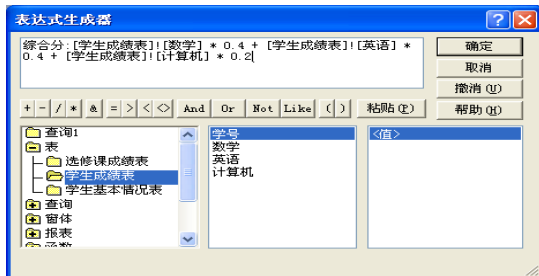 表达式生成器
综合分:[学生成绩表]![数学] * 0.4 + [学生成绩表]![英语] *
0.4 + [学生成绩表]![计算机] * 0.2
确定
取消
撤消(U)
+ - / * & = > < <> And Or Not Like ( ) 粘贴(P) 帮助(H)
查询1
表
选修课成绩表
学生成绩表
学生基本情况表
查询
窗体
报表
函数
学号
数学
英语
计算机
<值>